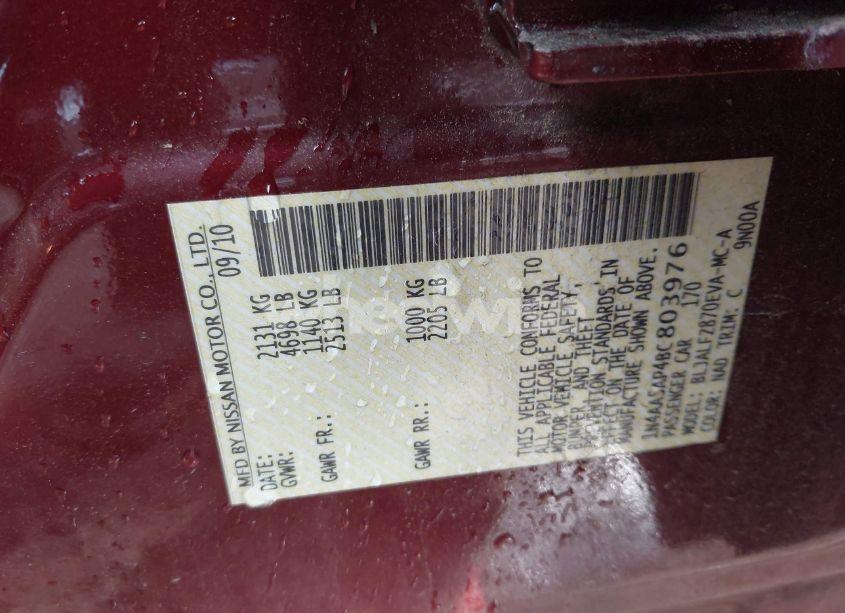 MFD BY NISSAN MOTOR CO., LTD.
DATE: 09/10
GVWR: 2131 KG
4698 LB
GAWR FR.: 1140 KG
2513 LB
GAWR RR.: 1000 KG
2205 LB
THIS VEHICLE CONFORMS TO
ALL APPLICABLE FEDERAL
MOTOR VEHICLE SAFETY,
BUMPER, AND THEFT
PREVENTION STANDARDS IN
EFFECT ON THE DATE OF
MANUFACTURE SHOWN ABOVE.
1N4AA5AP4BC803976
PASSENGER CAR 170
MODEL: BLJALF2870EVA-MC-A
COLOR: NAD TRIM: C 9N00A